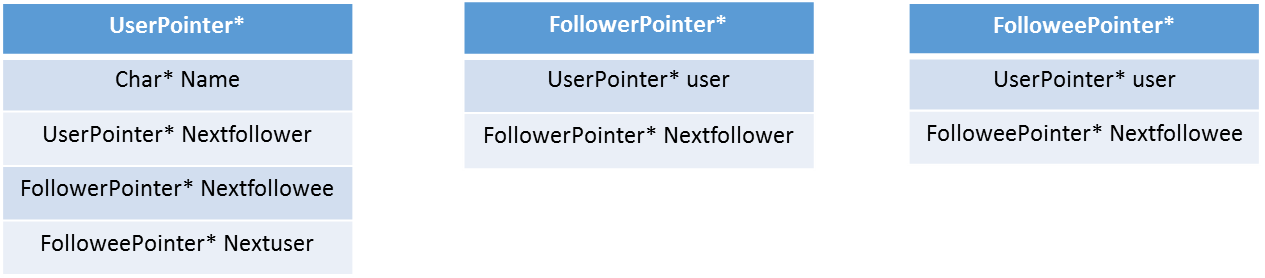 UserPointer*
Char* Name
UserPointer* Nextfollower
FollowerPointer* Nextfollowee
FolloweePointer* Nextuser
FollowerPointer*
UserPointer* user
FollowerPointer* Nextfollower
FolloweePointer*
UserPointer* user
FolloweePointer* Nextfollowee